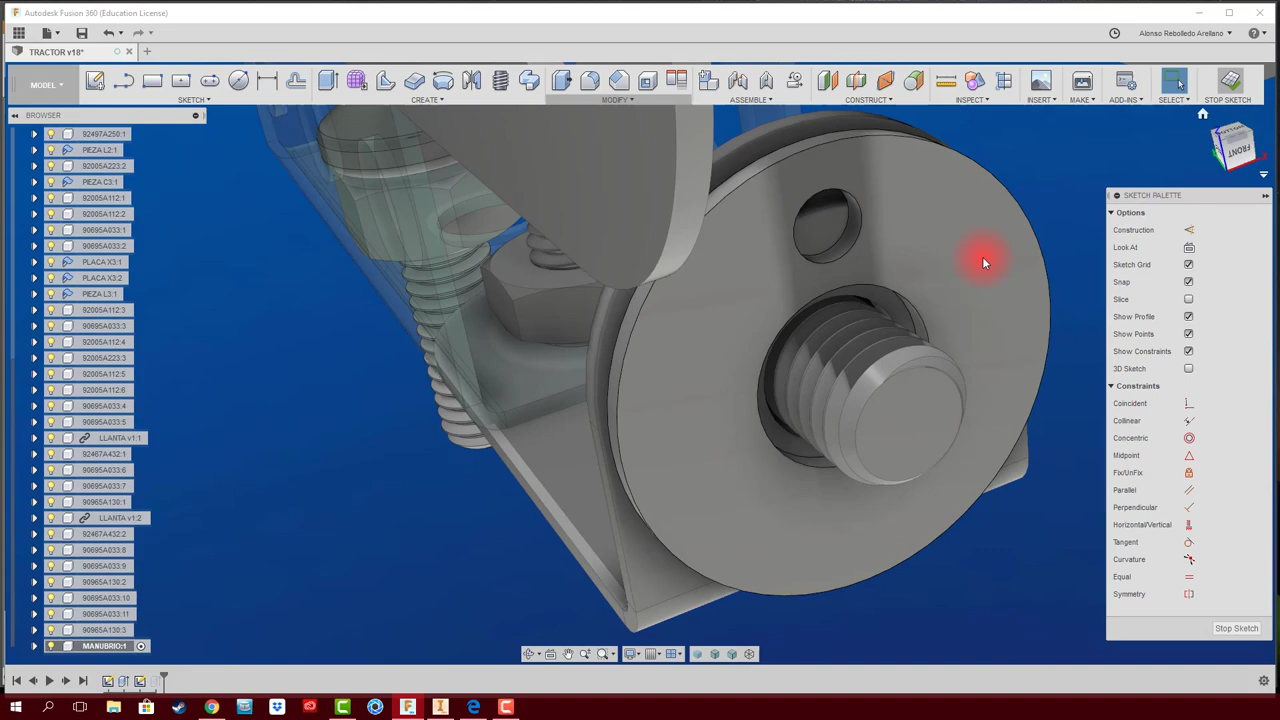 Autodesk Fusion 360 (Education License)
Alonso Rebolledo Arellano
TRACTOR v18*
MODEL
SKETCH
CREATE
MODIFY
ASSEMBLE
CONSTRUCT
INSPECT
INSERT
MAKE
ADD-INS
SELECT
STOP SKETCH
BROWSER
92497A250:1
PIEZA L2:1
92005A223:2
PIEZA C3:1
92005A112:1
92005A112:2
90695A033:1
90695A033:2
PLACA X3:1
PLACA X3:2
PIEZA L3:1
92005A112:3
90695A033:3
92005A112:4
92005A223:3
92005A112:5
92005A112:6
90695A033:4
90695A033:5
LLANTA v1:1
92467A432:1
90695A033:6
90695A033:7
90965A130:1
LLANTA v1:2
92467A432:2
90695A033:8
90695A033:9
90965A130:2
90695A033:10
90695A033:11
90965A130:3
MANUBRIO:1
FRONT
Z
X
SKETCH PALETTE
Options
Construction
Look At
Sketch Grid
Snap
Slice
Show Profile
Show Points
Show Constraints
3D Sketch
Constraints
Coincident
Collinear
Concentric
Midpoint
Fix/UnFix
Parallel
Perpendicular
Horizontal/Vertical
Tangent
Curvature
Equal
Symmetry
Stop Sketch